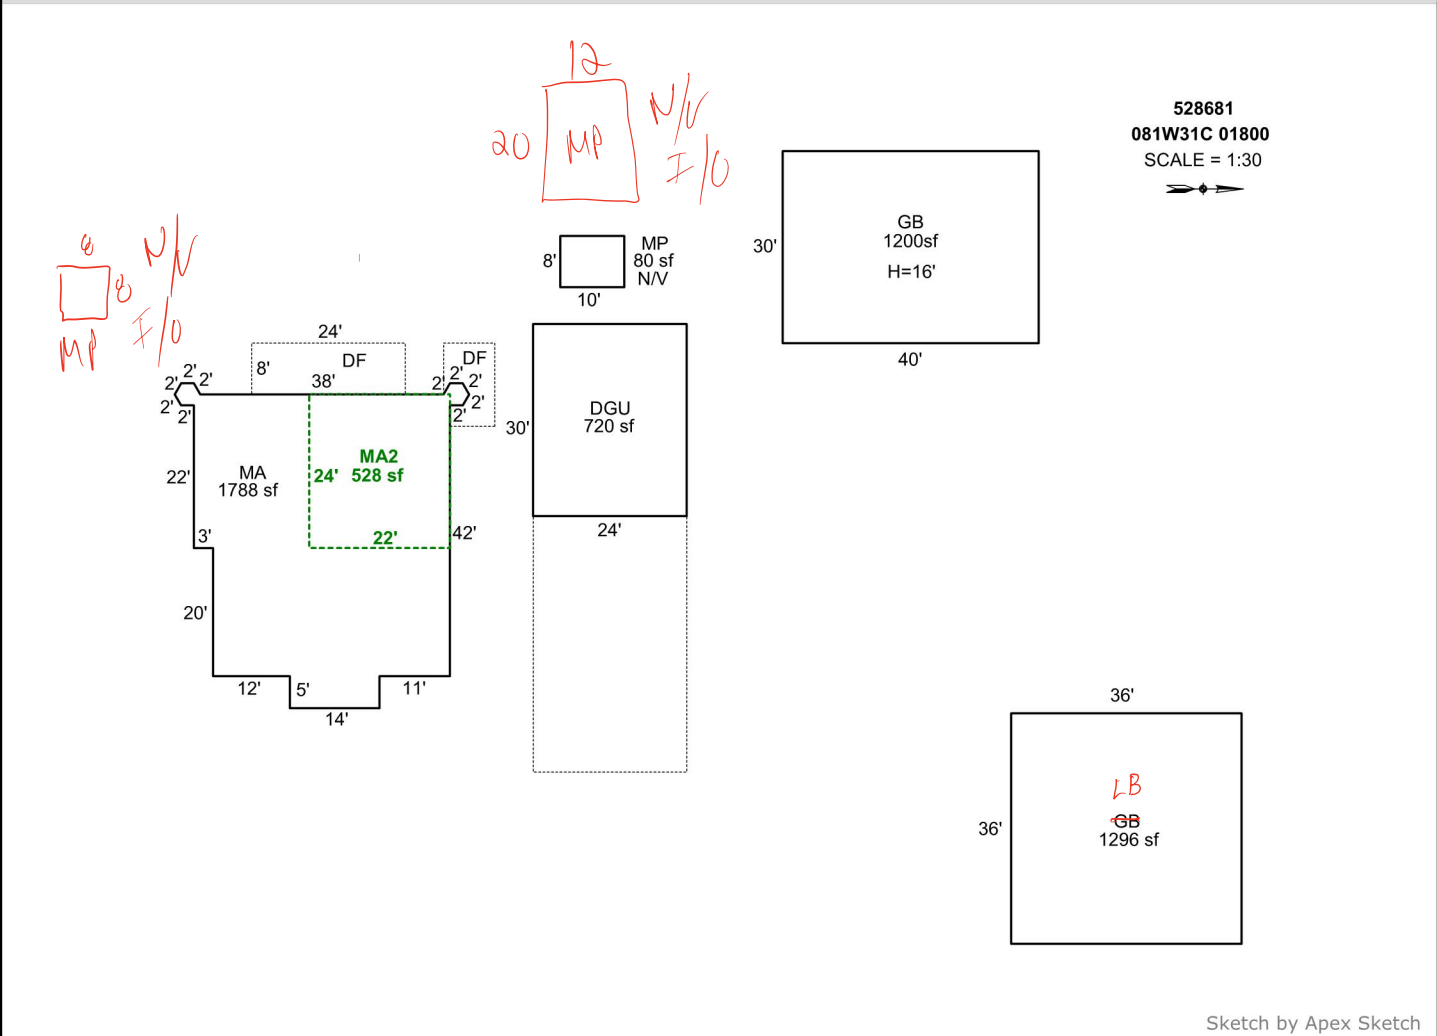 528681
081W31C 01800
SCALE = 1:30
12
20
MP
N/V
I/O
8
8
MP
N/V
I/O
8'
10'
MP
80 sf
N/V
30'
GB
1200sf
H=16'
40'
24'
8'
DF
38'
DF
2'
2'
2'
2'
2'
2'
2'
2'
2'
2'
22'
MA
1788 sf
MA2
528 sf
24'
22'
42'
3'
20'
12'
5'
14'
11'
30'
DGU
720 sf
24'
36'
36'
LB
GB
1296 sf
Sketch by Apex Sketch